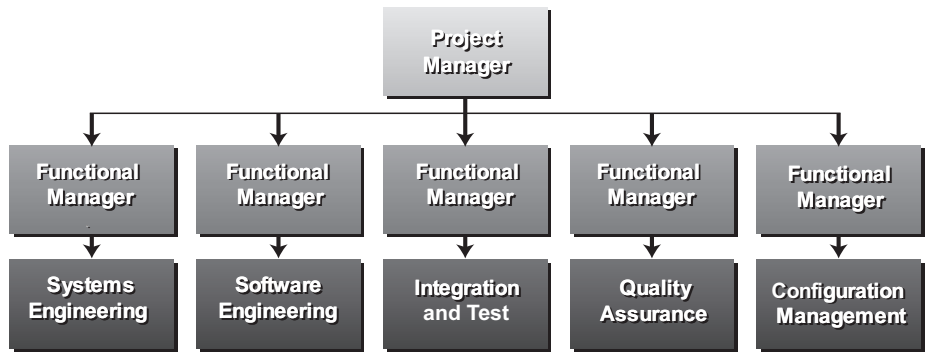 Project
Manager
Functional
Manager
Functional
Manager
Functional
Manager
Functional
Manager
Functional
Manager
Systems
Engineering
Software
Engineering
Integration
and Test
Quality
Assurance
Configuration
Management